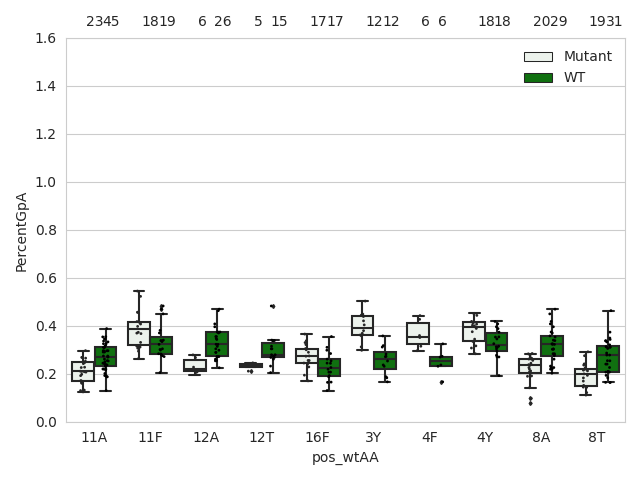 2345 1819 6 26 5 15 1717 1212 6 6 1818 2029 1931
1.6
Mutant
WT
1.4
1.2
1.0
PercentGpA
0.8
0.6
0.4
0.2
0.0
11A 11F 12A 12T 16F 3Y 4F 4Y 8A 8T
pos_wtAA